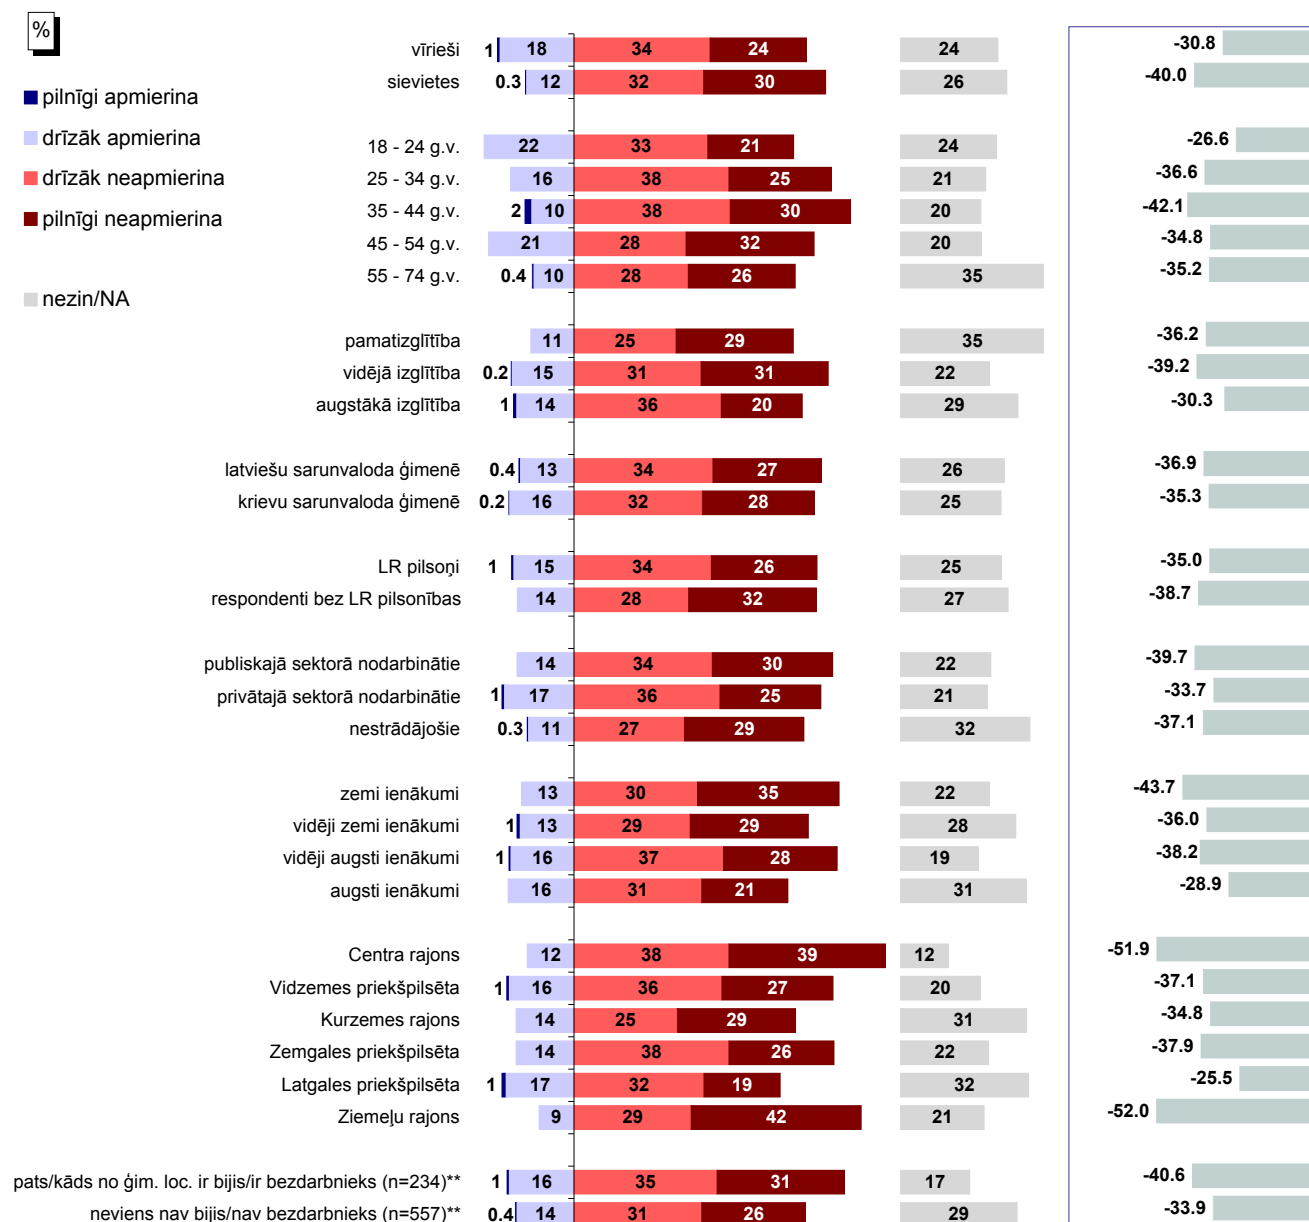 %
pilnīgi apmierina
drīzāk apmierina
drīzāk neapmierina
pilnīgi neapmierina
nezin/NA
vīrieši 1 18 34 24 24 -30.8
sievietes 0.3 12 32 30 26 -40.0
18 - 24 g.v. 22 33 21 24 -26.6
25 - 34 g.v. 16 38 25 21 -36.6
35 - 44 g.v. 2 10 38 30 20 -42.1
45 - 54 g.v. 21 28 32 20 -34.8
55 - 74 g.v. 0.4 10 28 26 35 -35.2
pamatizglītība 11 25 29 35 -36.2
vidējā izglītība 0.2 15 31 31 22 -39.2
augstākā izglītība 1 14 36 20 29 -30.3
latviešu sarunvaloda ģimenē 0.4 13 34 27 26 -36.9
krievu sarunvaloda ģimenē 0.2 16 32 28 25 -35.3
LR pilsoņi 1 15 34 26 25 -35.0
respondenti bez LR pilsonības 14 28 32 27 -38.7
publiskajā sektorā nodarbinātie 14 34 30 22 -39.7
privātajā sektorā nodarbinātie 1 17 36 25 21 -33.7
nestrādājošie 0.3 11 27 29 32 -37.1
zemi ienākumi 13 30 35 22 -43.7
vidēji zemi ienākumi 1 13 29 29 28 -36.0
vidēji augsti ienākumi 1 16 37 28 19 -38.2
augsti ienākumi 16 31 21 31 -28.9
Centra rajons 12 38 39 12 -51.9
Vidzemes priekšpilsēta 1 16 36 27 20 -37.1
Kurzemes rajons 14 25 29 31 -34.8
Zemgales priekšpilsēta 14 38 26 22 -37.9
Latgales priekšpilsēta 1 17 32 19 32 -25.5
Ziemeļu rajons 9 29 42 21 -52.0
pats/kāds no ģim. loc. ir bijis/ir bezdarbnieks (n=234)** 1 16 35 31 17 -40.6
neviens nav bijis/nav bezdarbnieks (n=557)** 0.4 14 31 26 29 -33.9